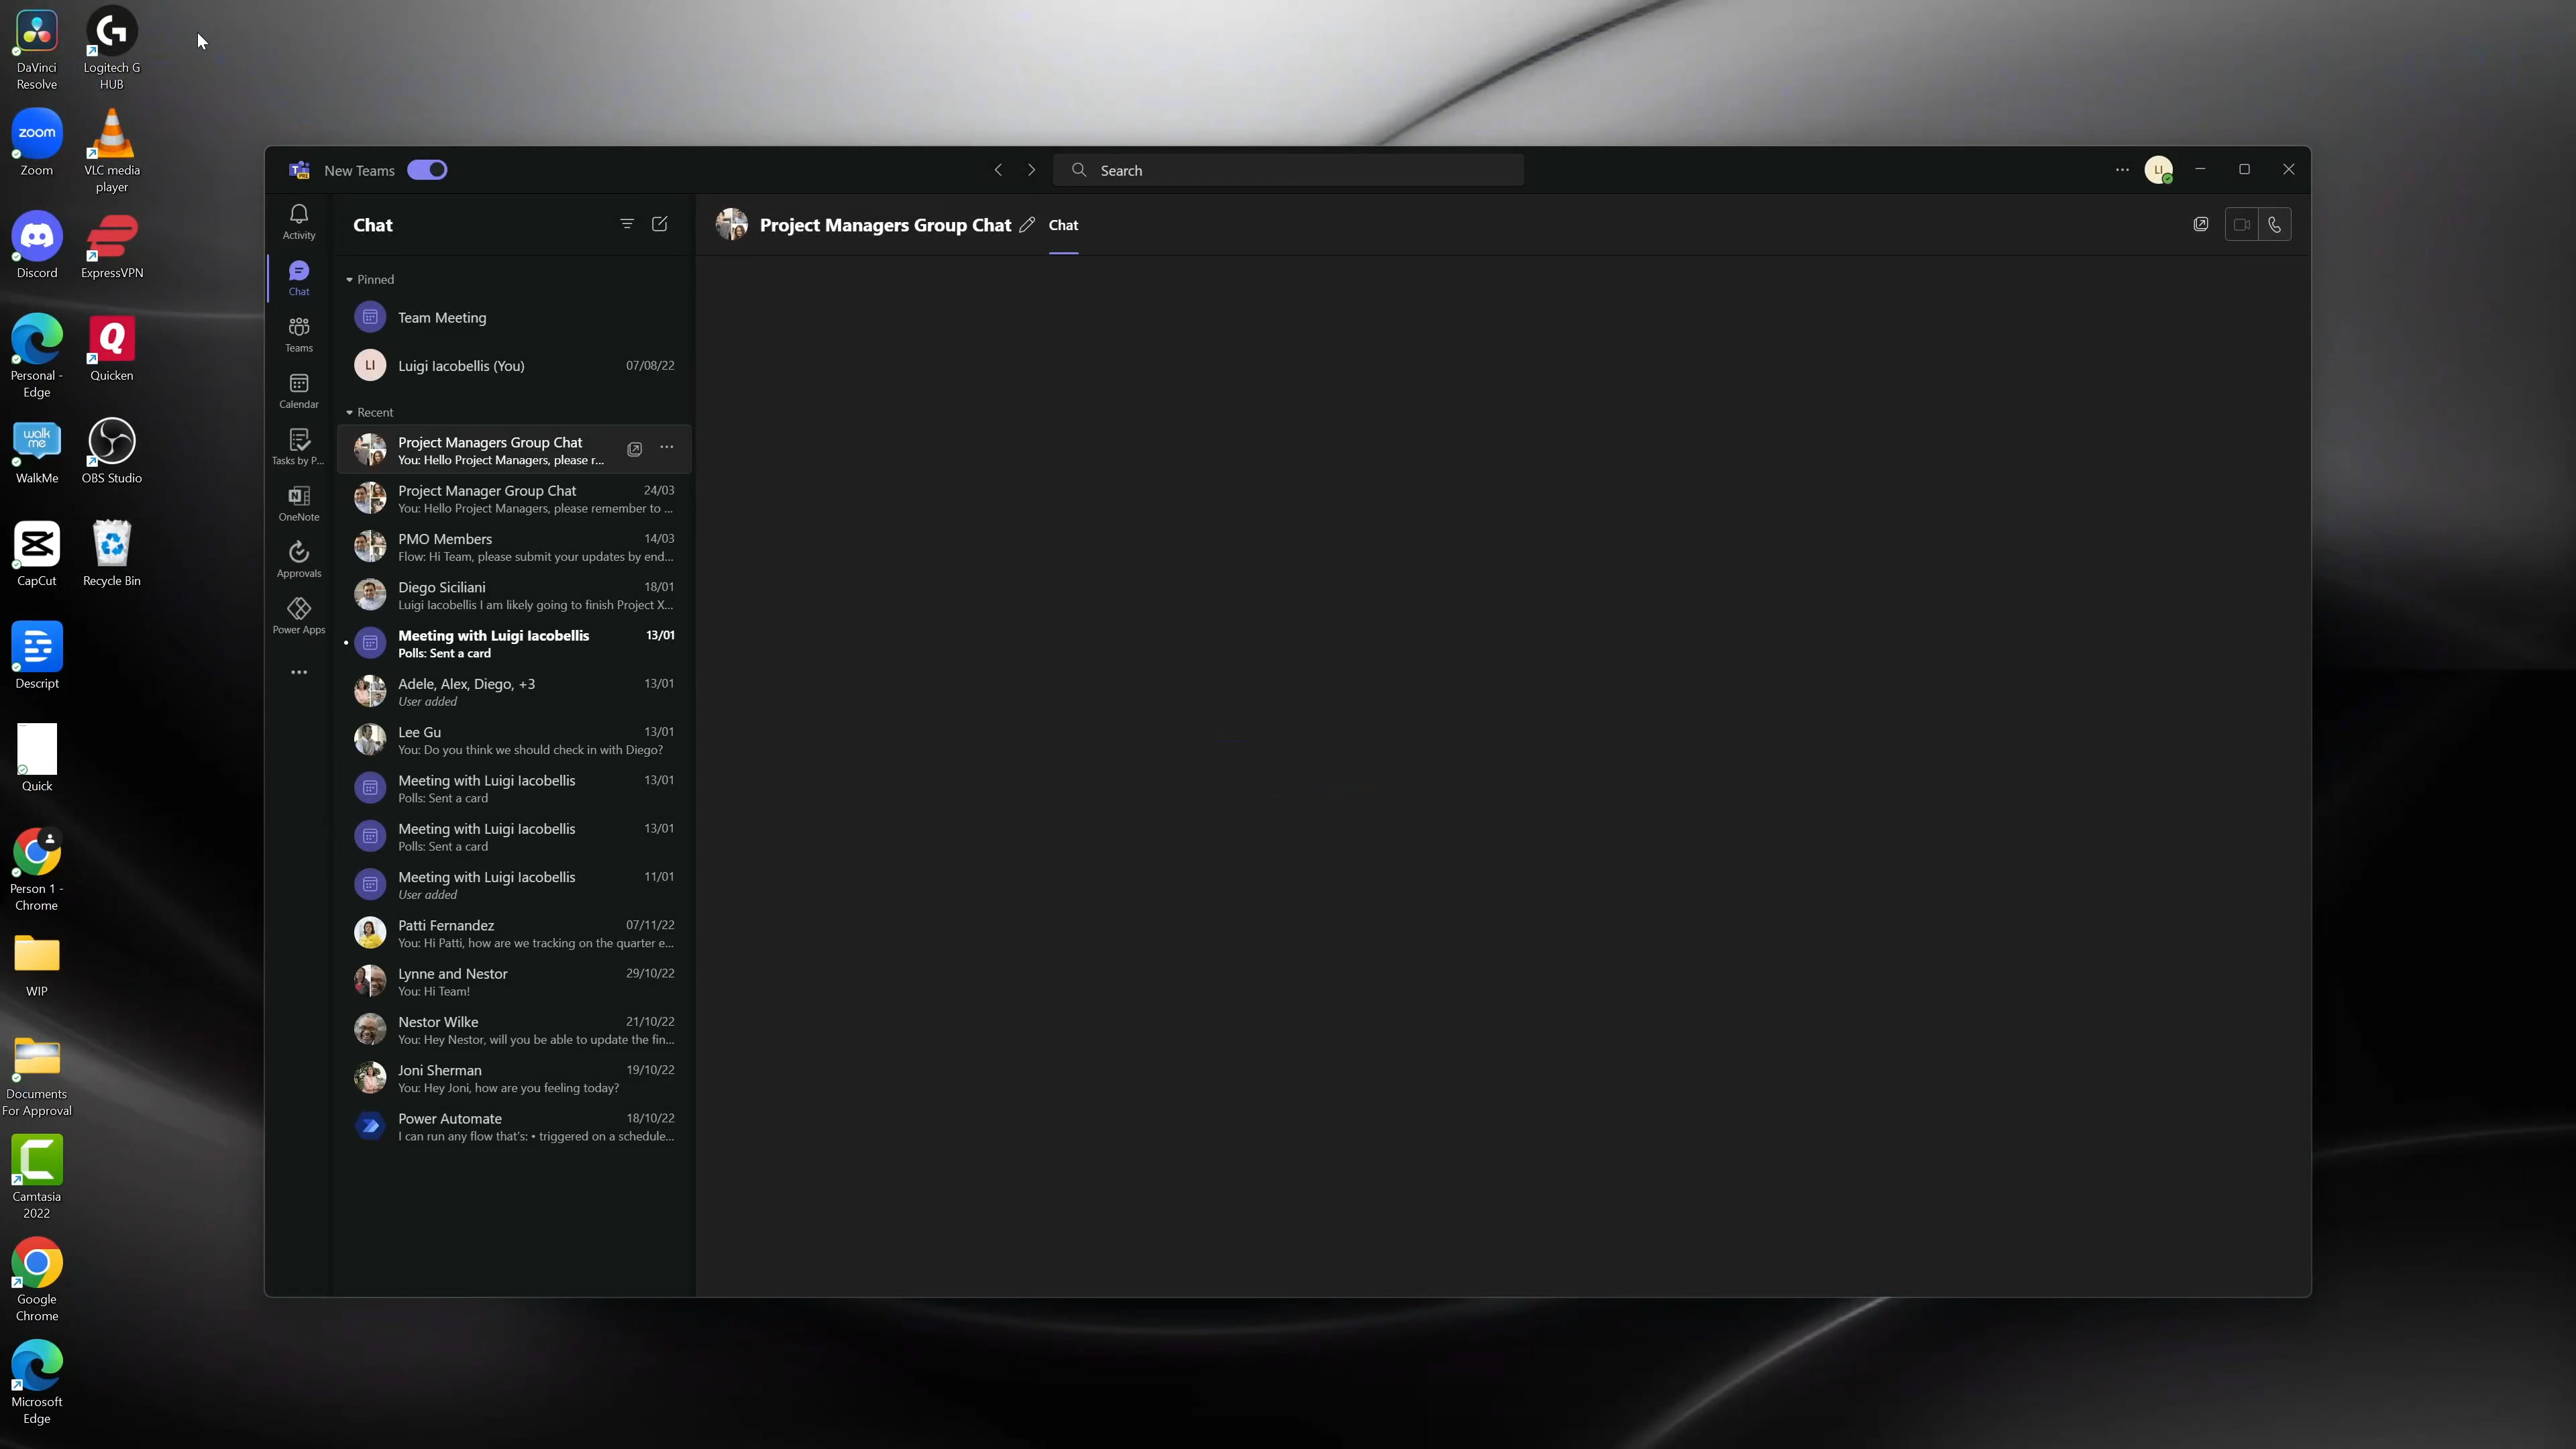 DaVinci
Resolve
Logitech G
HUB
zoom
Zoom
VLC media
player
Discord
ExpressVPN
Personal -
Edge
Q
Quicken
walk
me
WalkMe
OBS Studio
CapCut
Recycle Bin
Descript
Quick
Person 1 -
Chrome
WIP
Documents
For Approval
Camtasia
2022
Google
Chrome
Microsoft
Edge
New Teams
Search
LI
Activity
Chat
Teams
Calendar
Tasks by P...
OneNote
Approvals
Power Apps
Chat
Pinned
Team Meeting
LI
Luigi Iacobellis (You) 07/08/22
Recent
Project Managers Group Chat
You: Hello Project Managers, please r...
Project Manager Group Chat 24/03
You: Hello Project Managers, please remember to ...
PMO Members 14/03
Flow: Hi Team, please submit your updates by end...
Diego Siciliani 18/01
Luigi Iacobellis I am likely going to finish Project X...
Meeting with Luigi Iacobellis 13/01
Polls: Sent a card
Adele, Alex, Diego, +3 13/01
User added
Lee Gu 13/01
You: Do you think we should check in with Diego?
Meeting with Luigi Iacobellis 13/01
Polls: Sent a card
Meeting with Luigi Iacobellis 13/01
Polls: Sent a card
Meeting with Luigi Iacobellis 11/01
User added
Patti Fernandez 07/11/22
You: Hi Patti, how are we tracking on the quarter e...
Lynne and Nestor 29/10/22
You: Hi Team!
Nestor Wilke 21/10/22
You: Hey Nestor, will you be able to update the fin...
Joni Sherman 19/10/22
You: Hey Joni, how are you feeling today?
Power Automate 18/10/22
I can run any flow that's: • triggered on a schedule...
Project Managers Group Chat
Chat